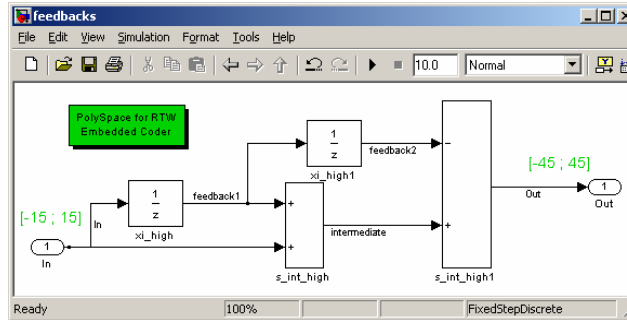 feedbacks
File Edit View Simulation Format Tools Help
10.0 Normal
PolySpace for RTW
Embedded Coder
1
z
feedback2
xi_high1
−
[-45 ; 45]
1
Out
Out
[-15 ; 15]
In
1
z
feedback1
xi_high
+
+
intermediate
+
1
In
s_int_high
s_int_high1
Ready 100% FixedStepDiscrete